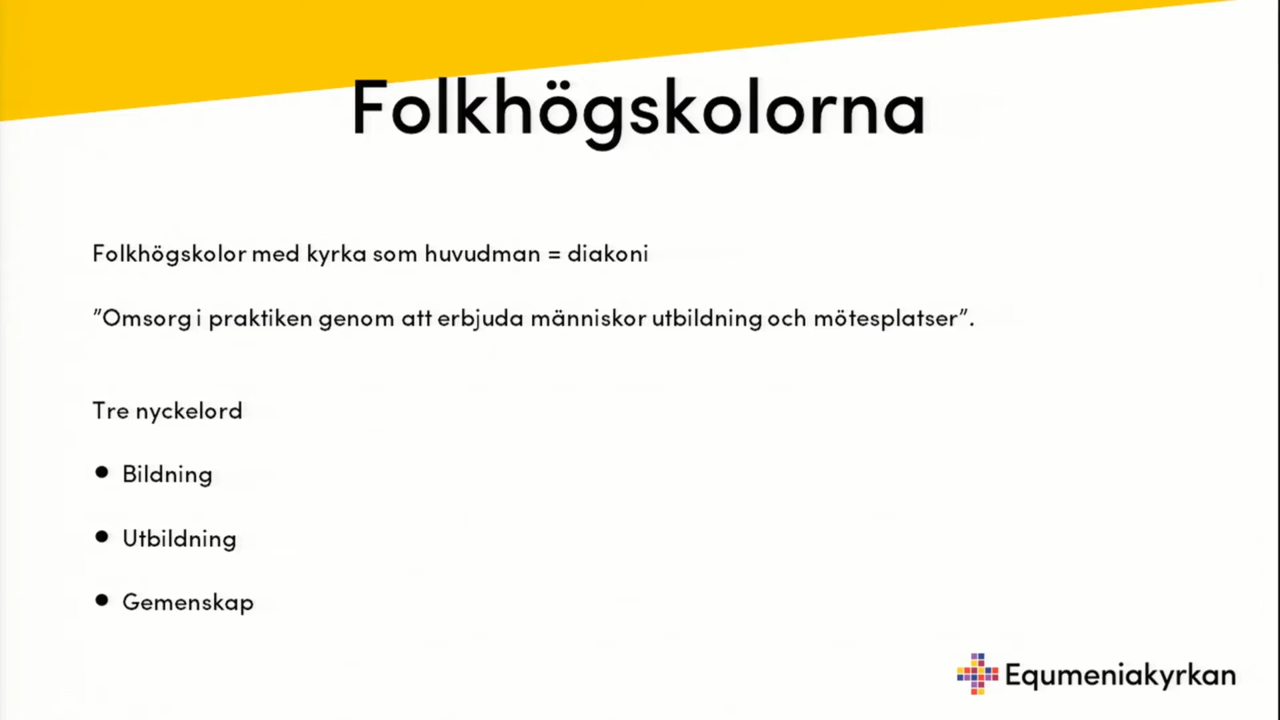 Folkhögskolorna
Folkhögskolor med kyrka som huvudman = diakoni
”Omsorg i praktiken genom att erbjuda människor utbildning och mötesplatser”.
Tre nyckelord
• Bildning
• Utbildning
• Gemenskap
Equmeniakyrkan